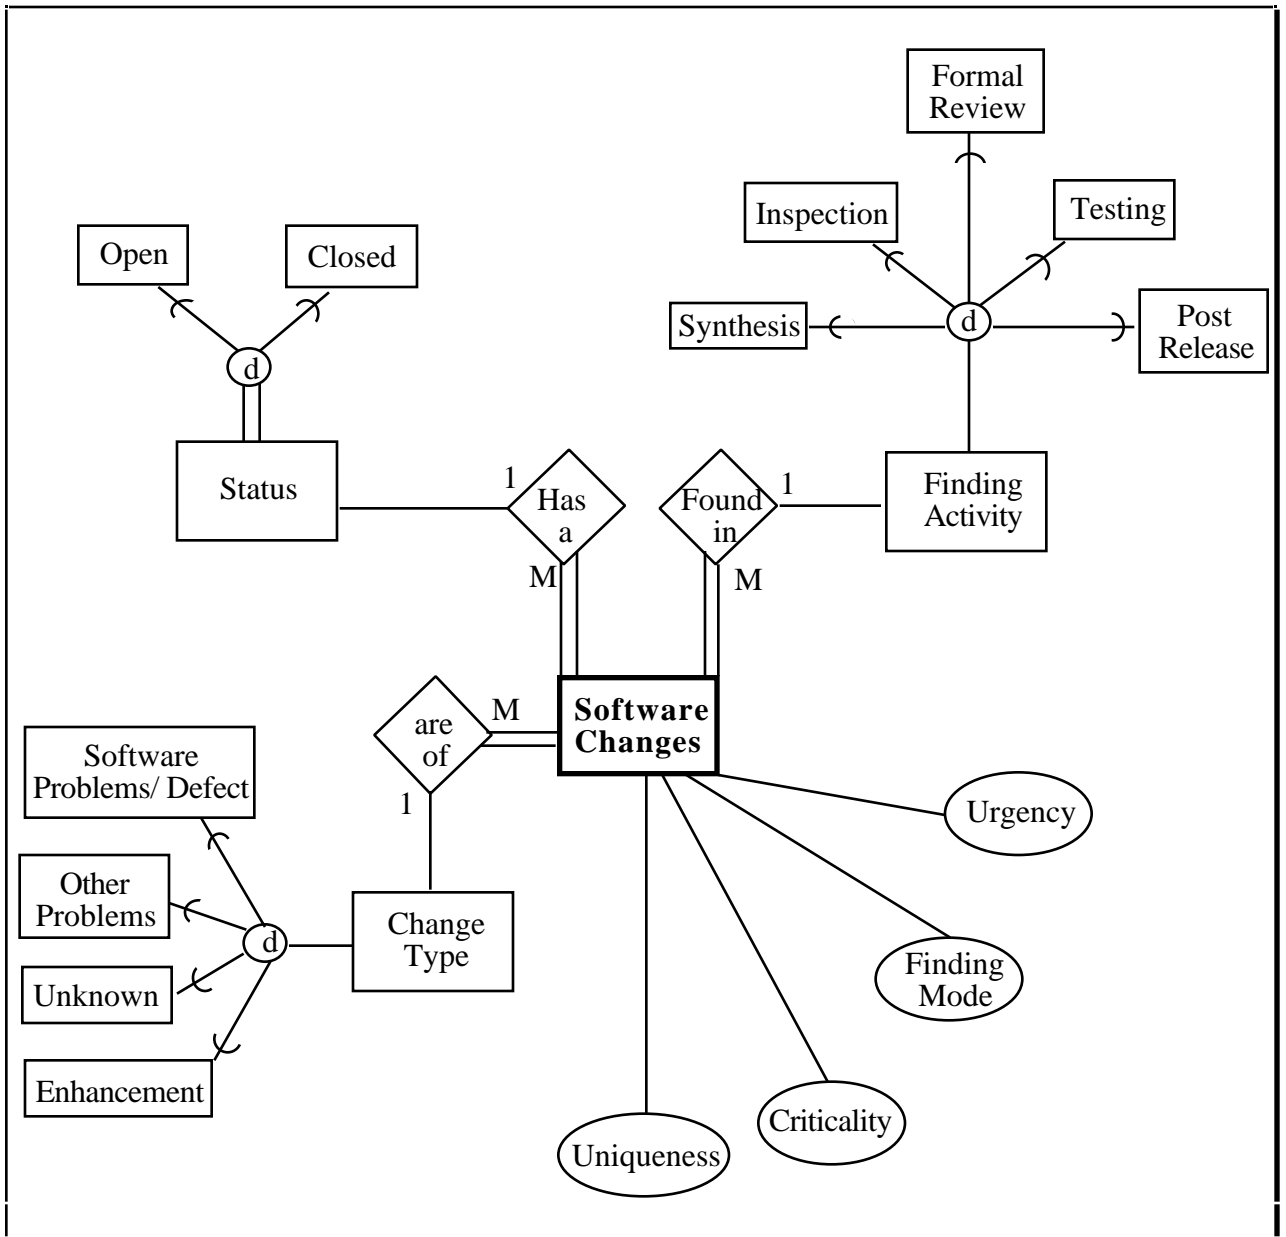 Formal
Review
Inspection
Testing
Open
Closed
Synthesis
d
Post
Release
d
Status
1
Has
a
M
Found
in
1
M
Finding
Activity
are
of
M
1
Software
Changes
Software
Problems/ Defect
Other
Problems
Unknown
Enhancement
d
Change
Type
Urgency
Finding
Mode
Criticality
Uniqueness